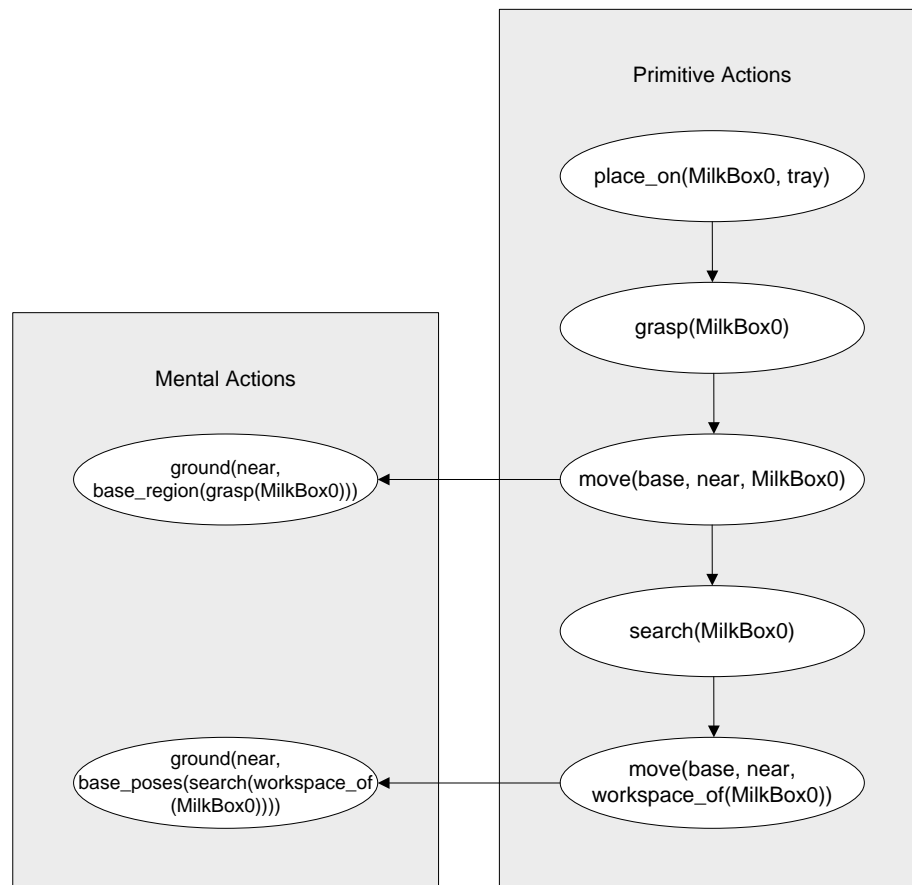 Primitive Actions
place_on(MilkBox0, tray)
grasp(MilkBox0)
Mental Actions
ground(near,
base_region(grasp(MilkBox0)))
move(base, near, MilkBox0)
search(MilkBox0)
ground(near,
base_poses(search(workspace_of
(MilkBox0))))
move(base, near,
workspace_of(MilkBox0))